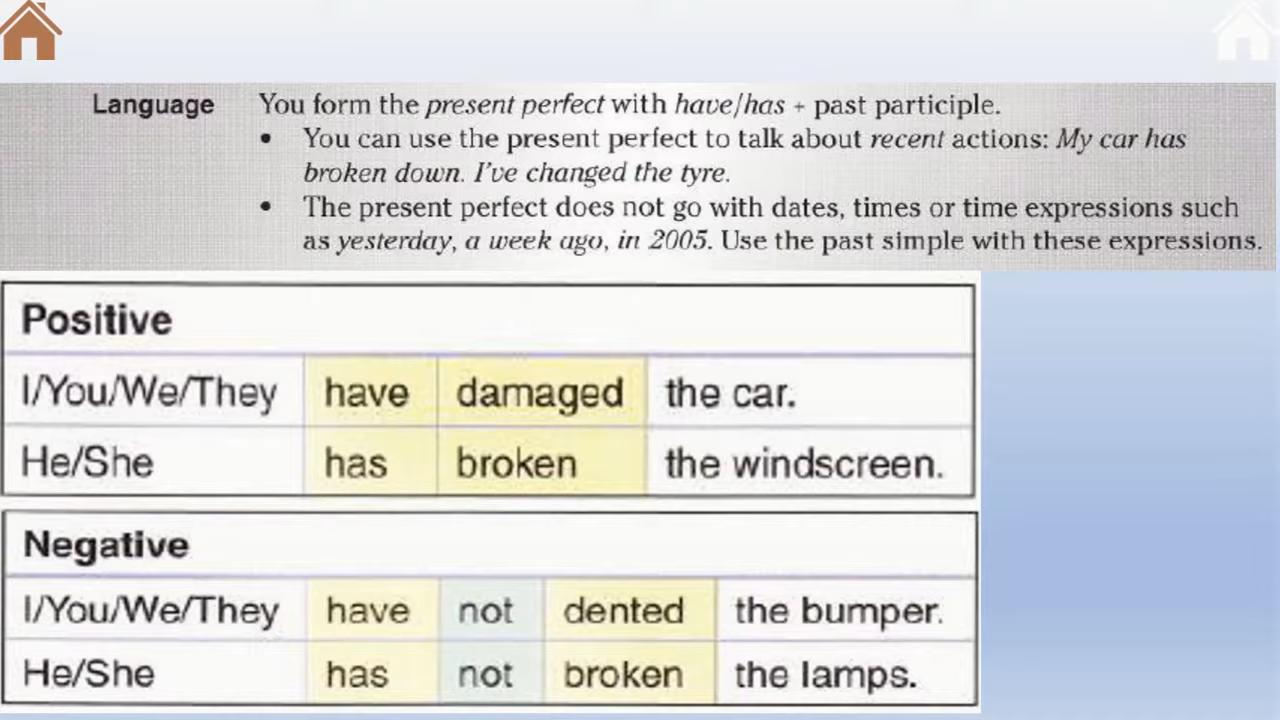 Language You form the present perfect with have/has + past participle.
• You can use the present perfect to talk about recent actions: My car has
broken down. I've changed the tyre.
• The present perfect does not go with dates, times or time expressions such
as yesterday, a week ago, in 2005. Use the past simple with these expressions.
Positive
I/You/We/They have damaged the car.
He/She has broken the windscreen.
Negative
I/You/We/They have not dented the bumper.
He/She has not broken the lamps.